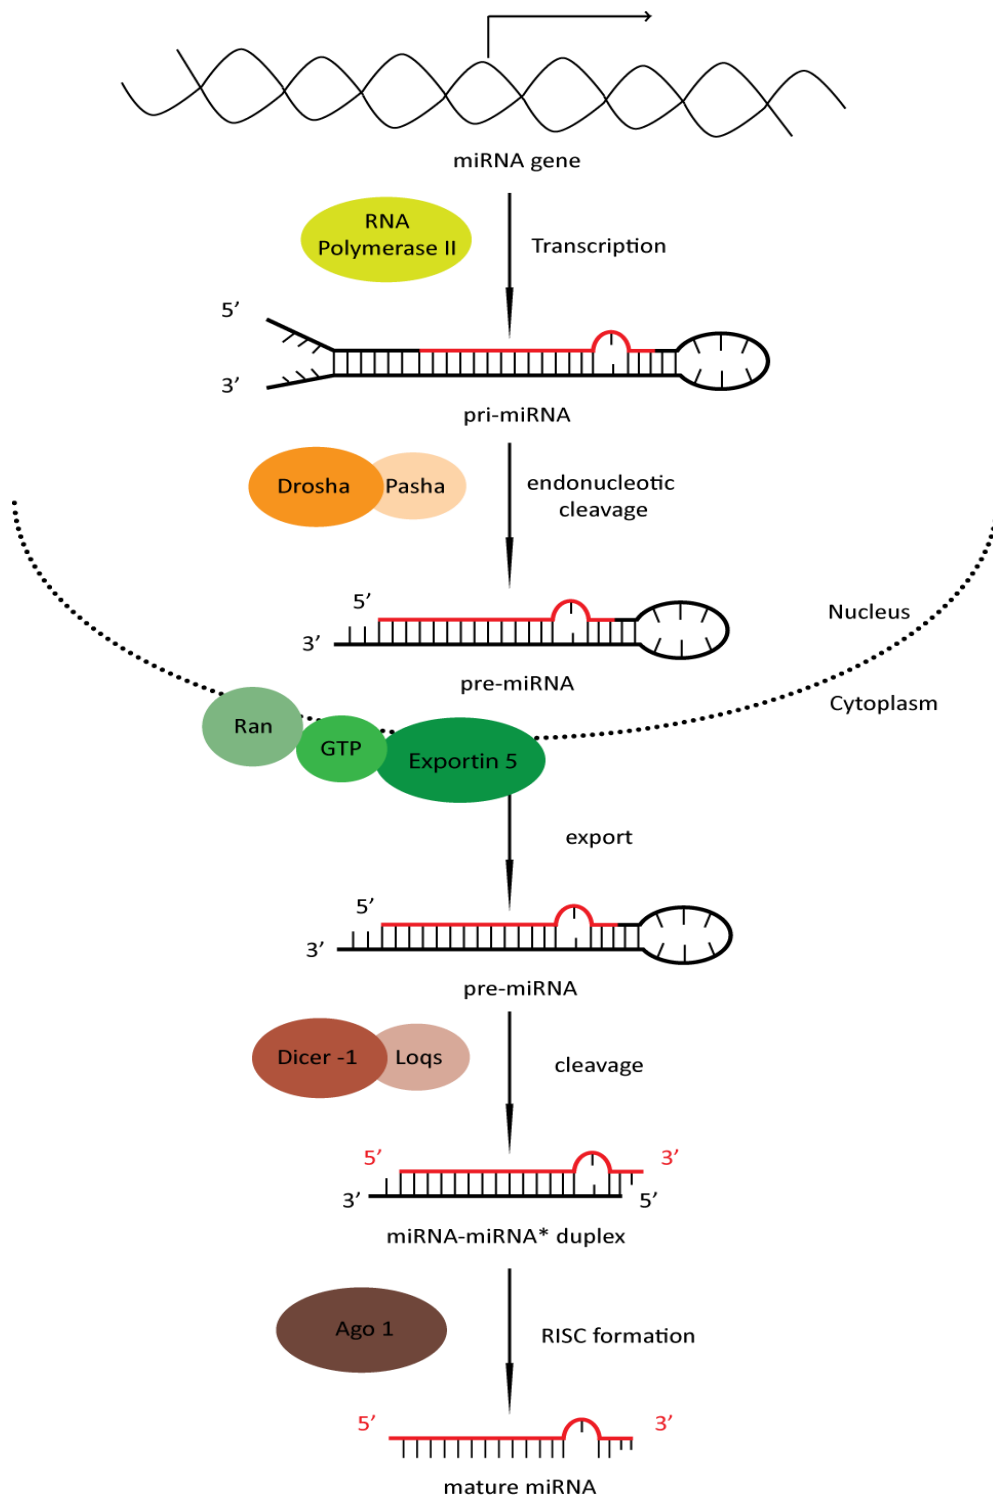 miRNA gene
RNA
Polymerase II
Transcription
5’
3’
pri-miRNA
Drosha
Pasha
endonucleotic
cleavage
5’
3’
Nucleus
pre-miRNA
Cytoplasm
Ran
GTP
Exportin 5
export
5’
3’
pre-miRNA
Dicer -1
Loqs
cleavage
5’
3’
3’
5’
miRNA-miRNA* duplex
Ago 1
RISC formation
5’
3’
mature miRNA